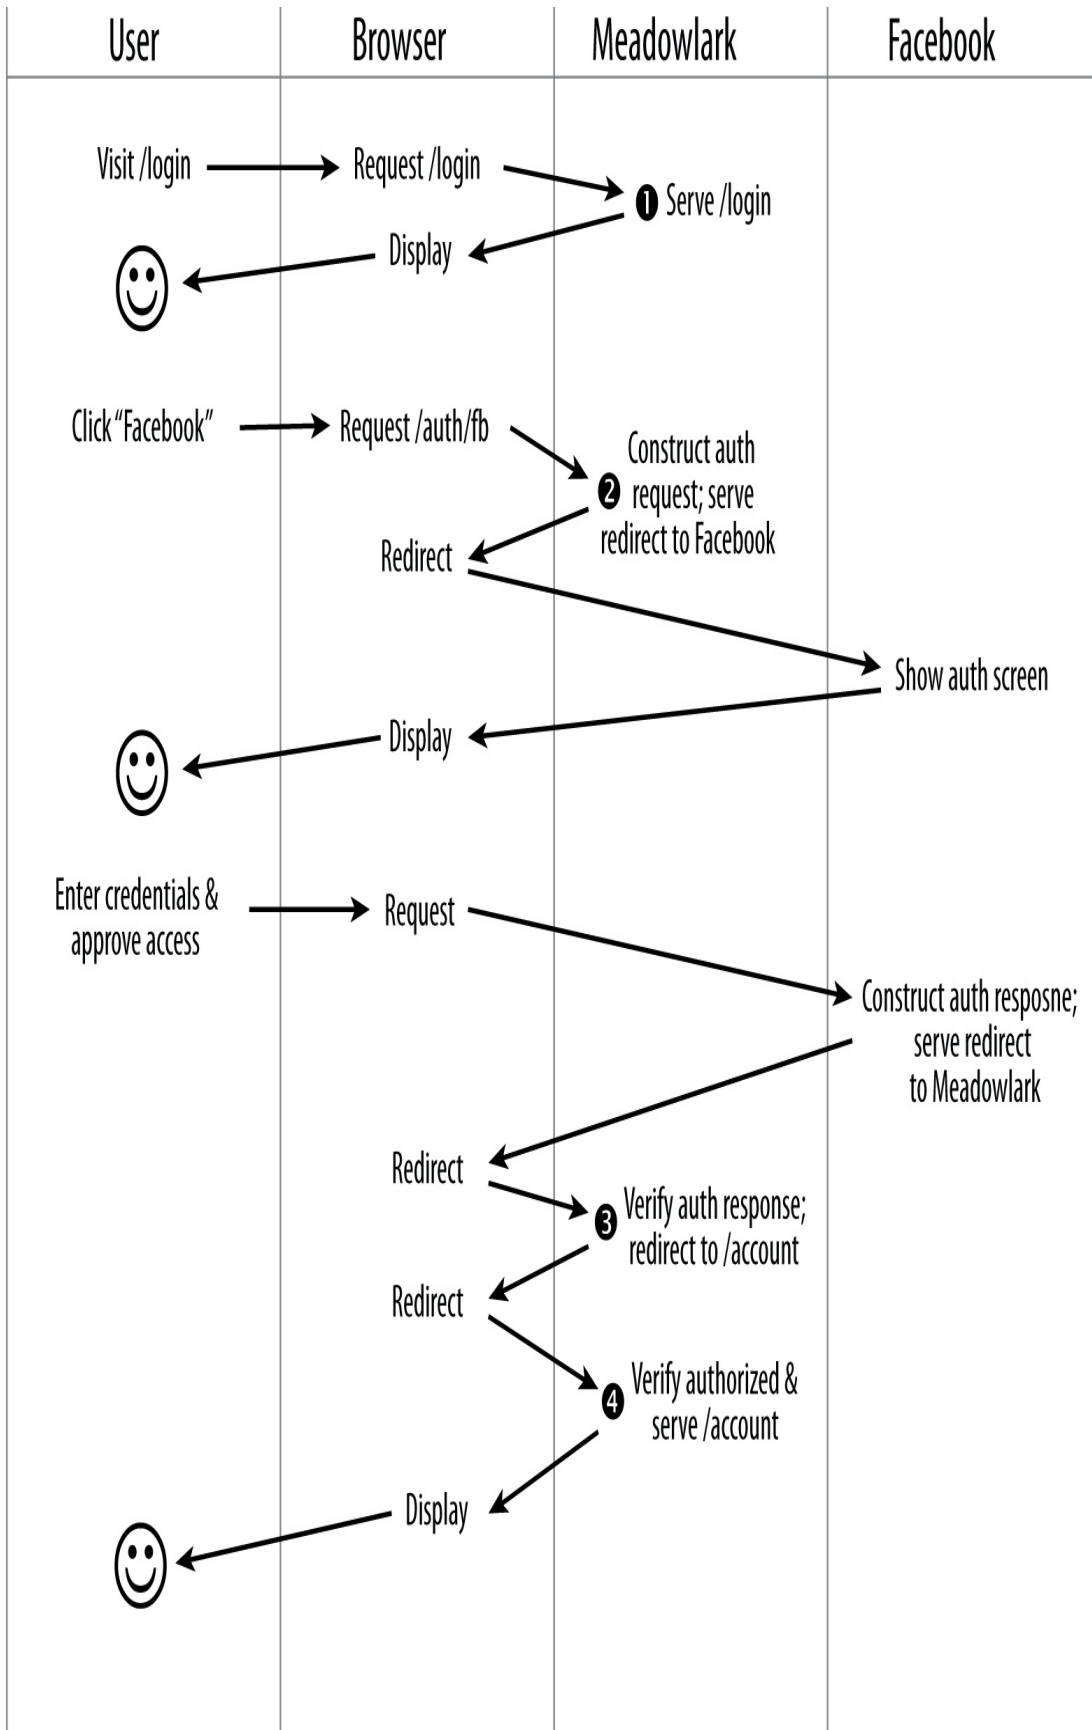 User
Browser
Meadowlark
Facebook
Visit /login
Request /login
❶ Serve /login
Display
Click “Facebook”
Request /auth/fb
Construct auth
❷ request; serve
redirect to Facebook
Redirect
Show auth screen
Display
Enter credentials &
approve access
Request
Construct auth resposne;
serve redirect
to Meadowlark
Redirect
❸ Verify auth response;
redirect to /account
Redirect
❹ Verify authorized &
serve /account
Display